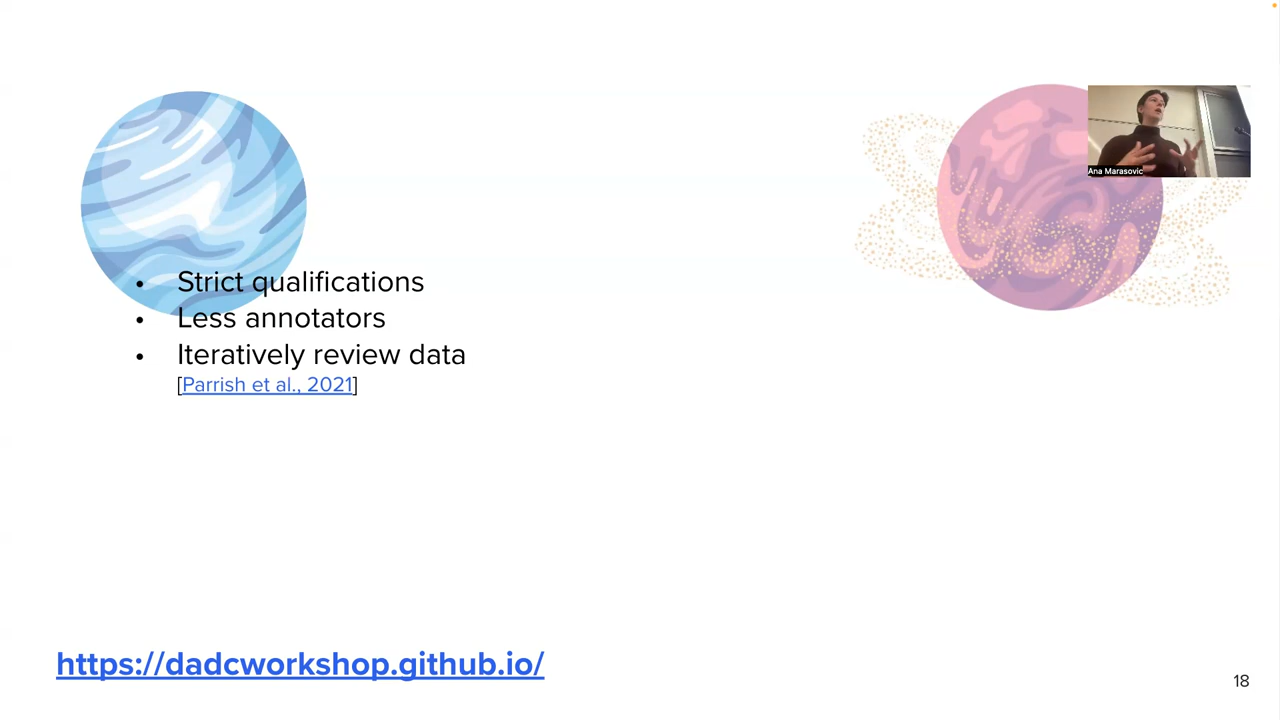 Ana Marasovic
• Strict qualifications
• Less annotators
• Iteratively review data
[Parrish et al., 2021]
https://dadcworkshop.github.io/
18